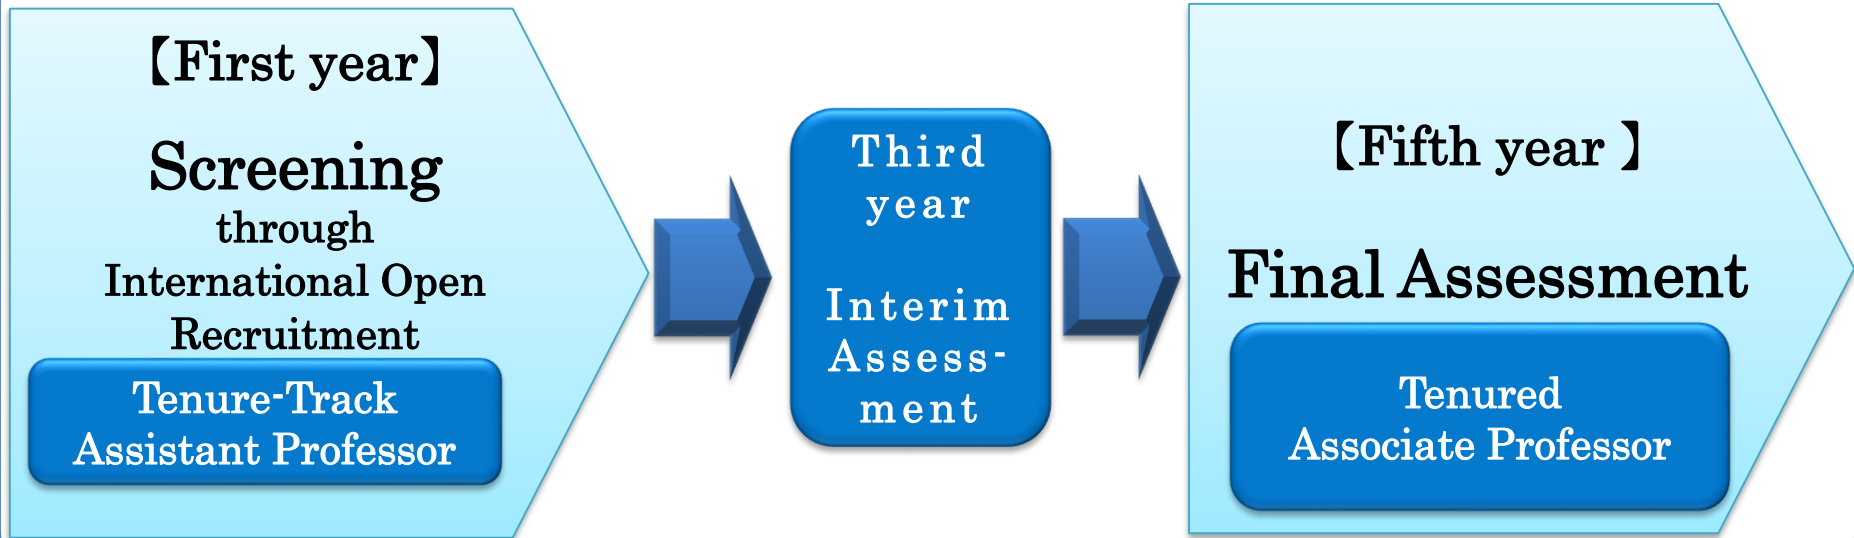 【First year】
Screening
through
International Open
Recruitment
Tenure-Track
Assistant Professor
Third
year
Interim
Assess-
ment
【Fifth year 】
Final Assessment
Tenured
Associate Professor